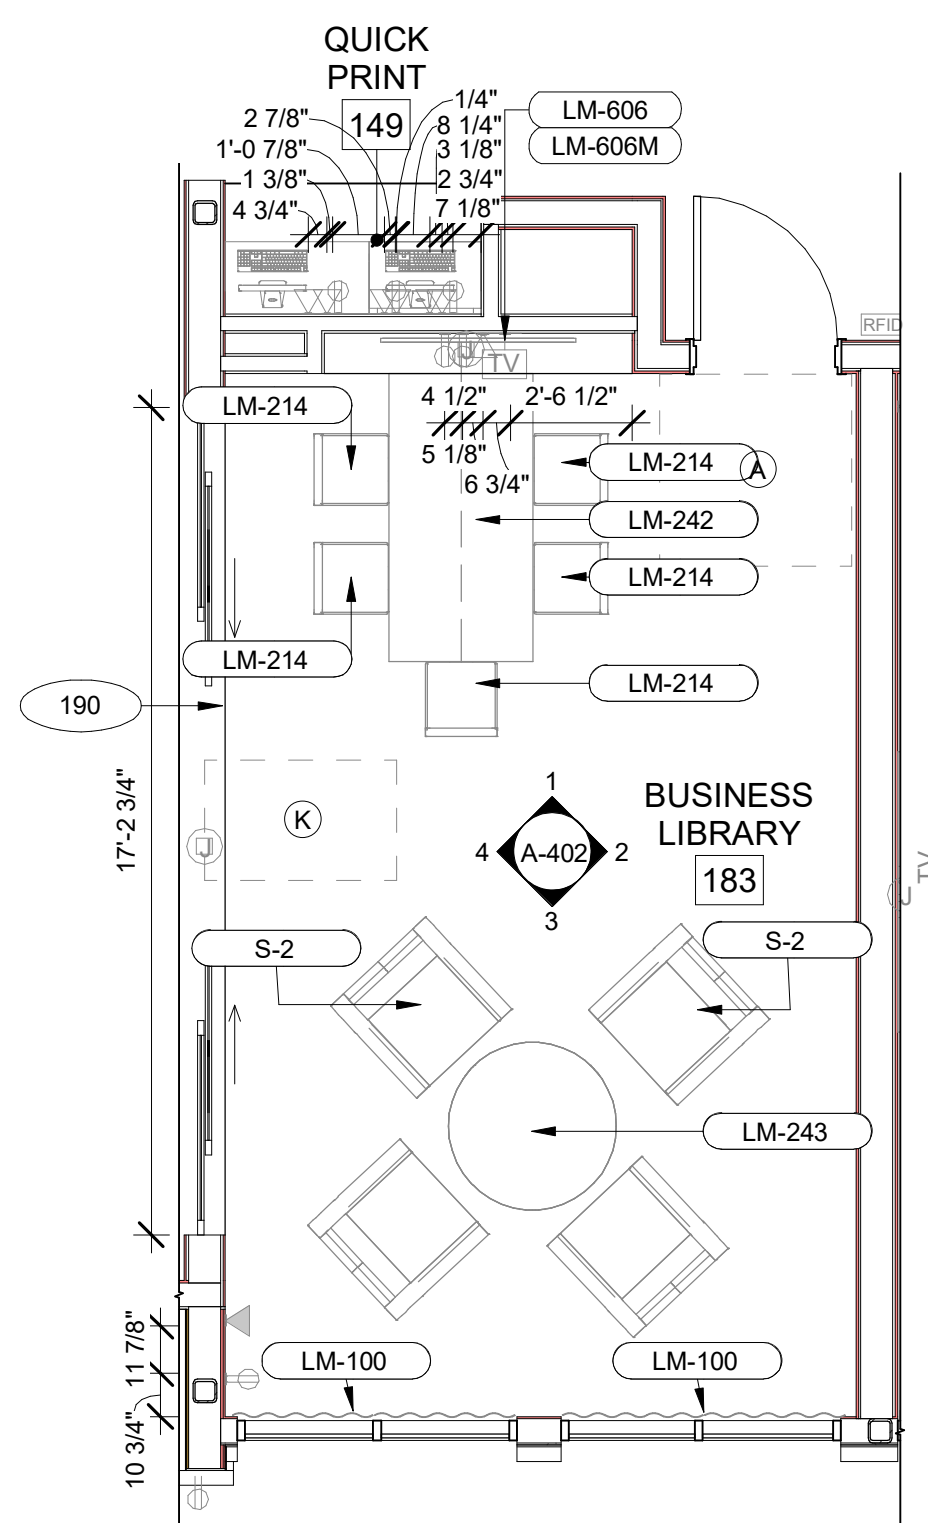 QUICK
PRINT
149
2 7/8"
1'-0 7/8"
1 3/8"
4 3/4"
1/4"
8 1/4"
3 1/8"
2 3/4"
7 1/8"
LM-606
LM-606M
RFID
J
TV
LM-214
4 1/2"
2'-6 1/2"
5 1/8"
6 3/4"
LM-214
A
LM-242
LM-214
LM-214
LM-214
190
17'-2 3/4"
K
J
1
4
A-402
2
3
BUSINESS
LIBRARY
183
TV
J
S-2
S-2
LM-243
11 7/8"
10 3/4"
LM-100
LM-100